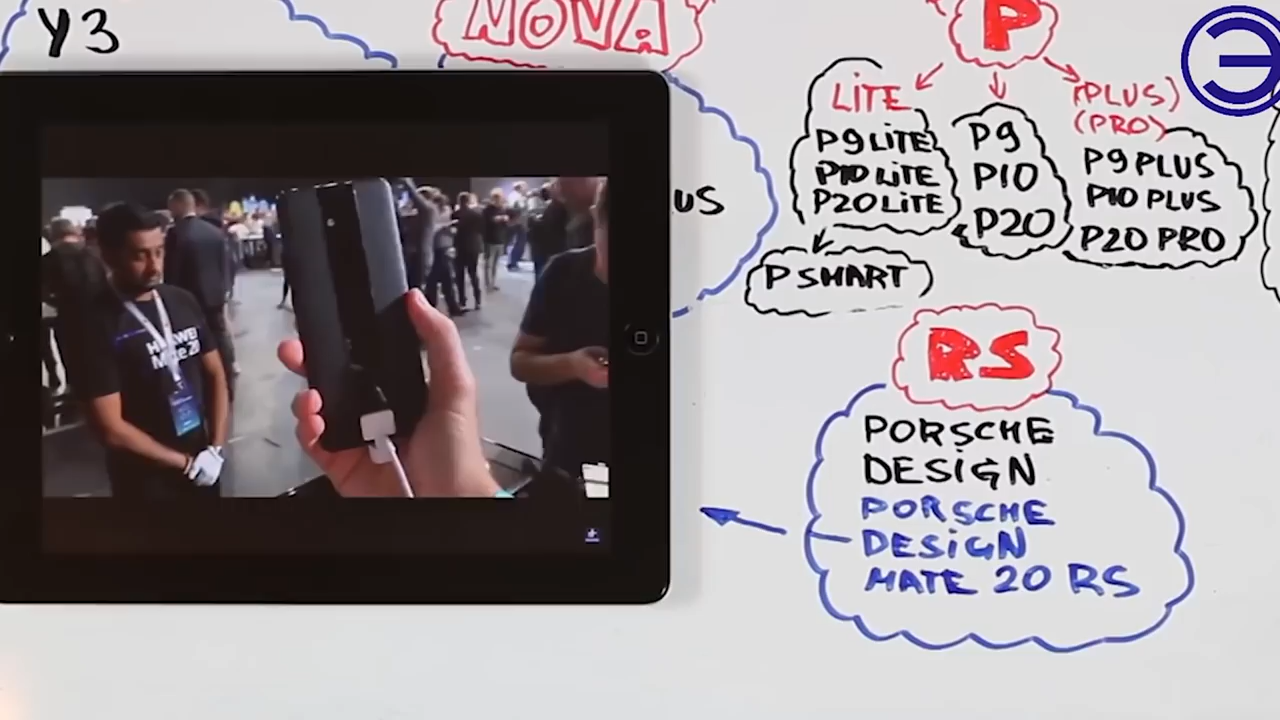 Y3
NOVA
P
Э
LITE
P9 LITE
P10 LITE
P20 LITE
P SMART
P9
P10
P20
(PLUS)
(PRO)
P9 PLUS
P10 PLUS
P20 PRO
US
HUAWEI
Mate 20
RS
PORSCHE
DESIGN
PORSCHE
DESIGN
MATE 20 RS